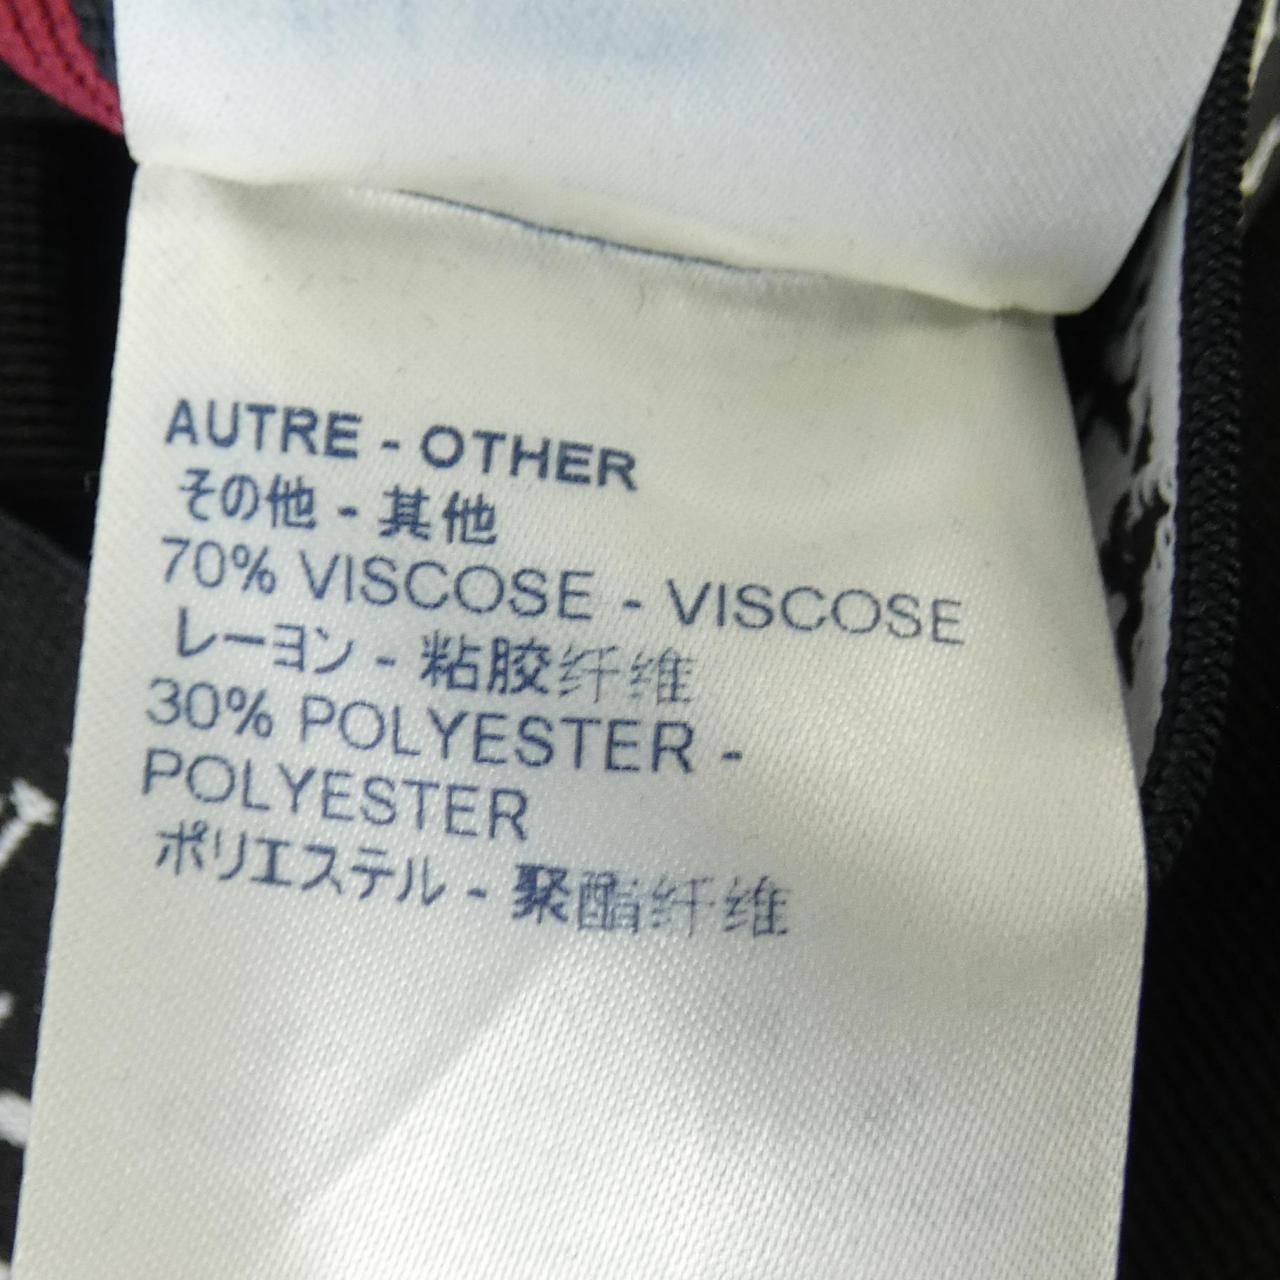 AUTRE - OTHER
その他 - 其他
70% VISCOSE - VISCOSE
レーヨン - 粘胶纤维
30% POLYESTER -
POLYESTER
ポリエステル - 聚酯纤维